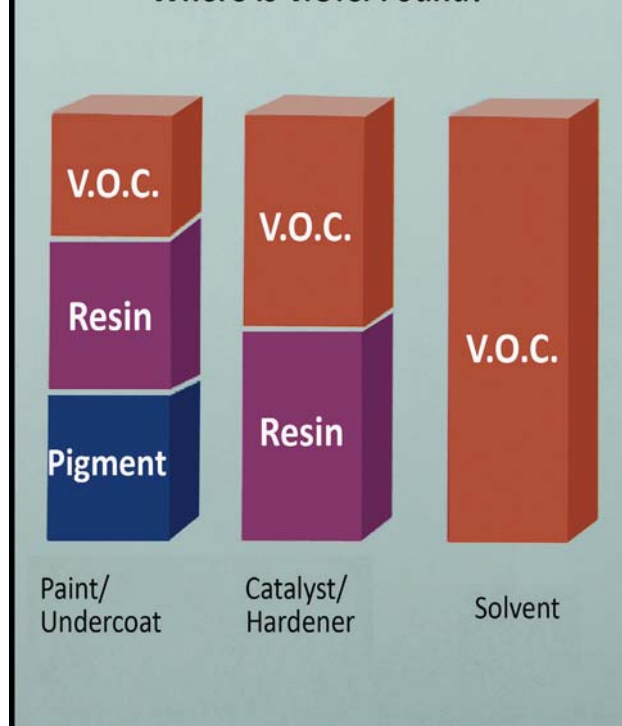 V.O.C.
Resin
Pigment
V.O.C.
Resin
V.O.C.
Paint/
Undercoat
Catalyst/
Hardener
Solvent